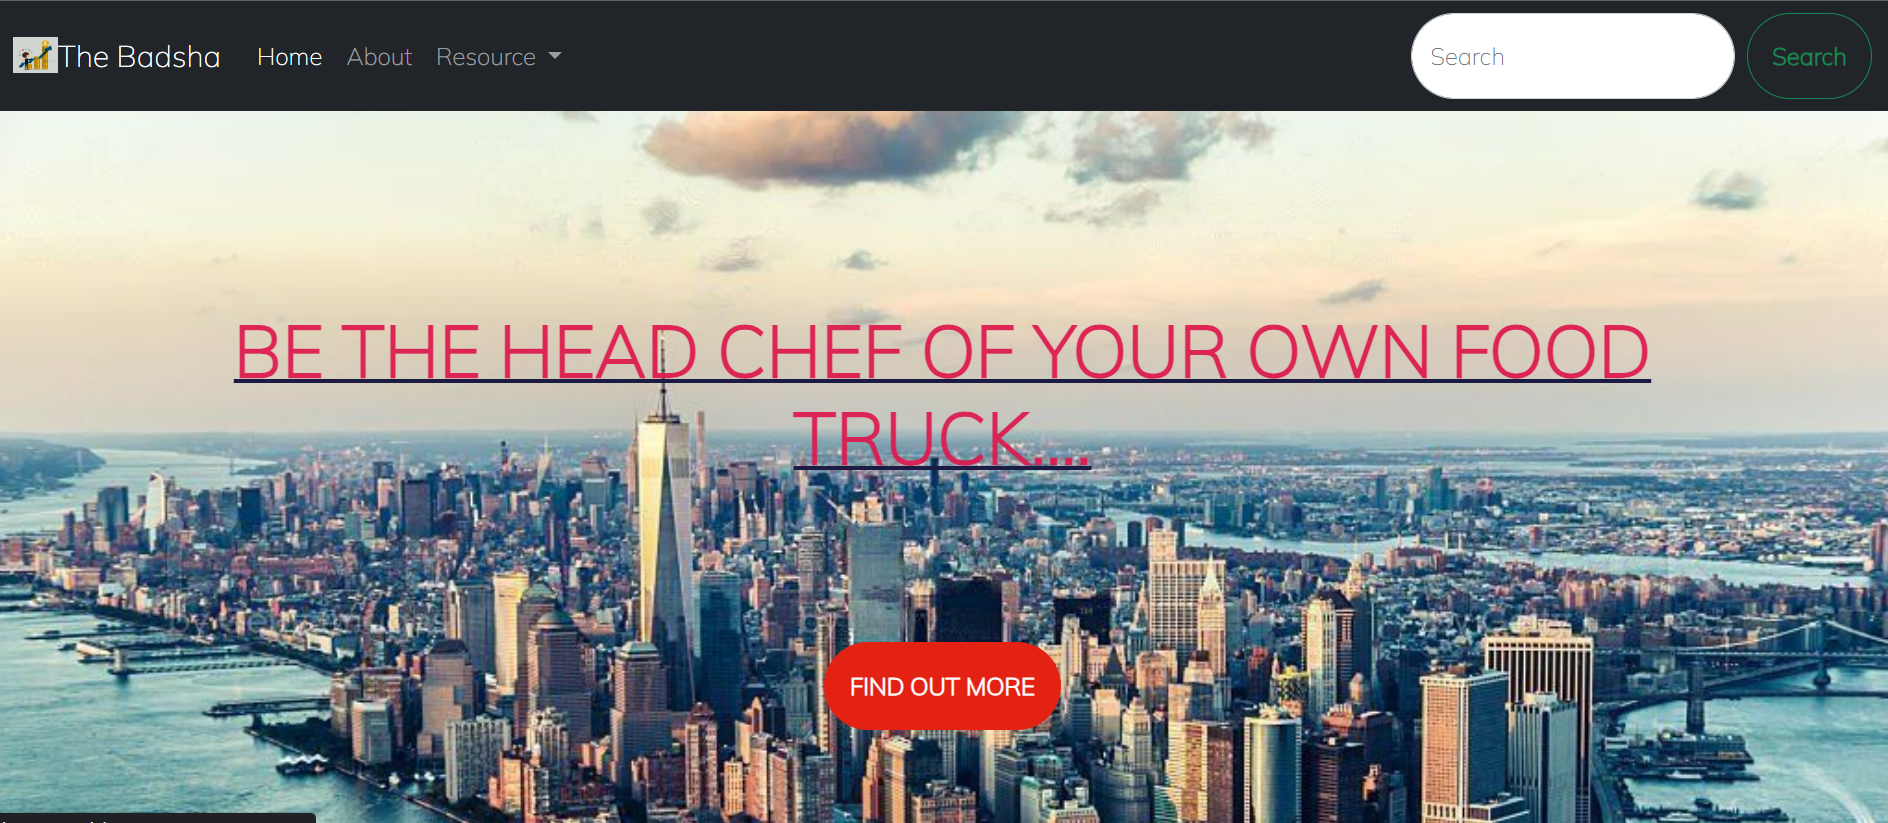 The Badsha
Home About Resource
Search
Search
BE THE HEAD CHEF OF YOUR OWN FOOD
TRUCK....
FIND OUT MORE